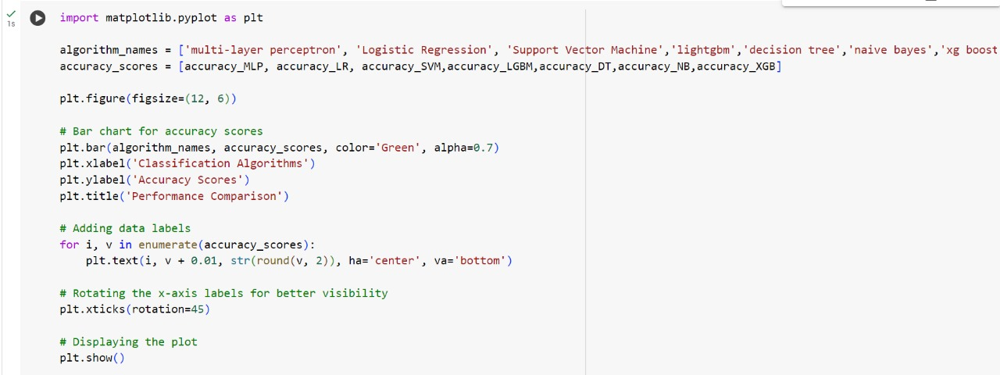 import matplotlib.pyplot as plt
1s
algorithm_names = ['multi-layer perceptron', 'Logistic Regression', 'Support Vector Machine','lightgbm','decision tree','naive bayes','xg boost
accuracy_scores = [accuracy_MLP, accuracy_LR, accuracy_SVM,accuracy_LGBM,accuracy_DT,accuracy_NB,accuracy_XGB]
plt.figure(figsize=(12, 6))
# Bar chart for accuracy scores
plt.bar(algorithm_names, accuracy_scores, color='Green', alpha=0.7)
plt.xlabel('Classification Algorithms')
plt.ylabel('Accuracy Scores')
plt.title('Performance Comparison')
# Adding data labels
for i, v in enumerate(accuracy_scores):
    plt.text(i, v + 0.01, str(round(v, 2)), ha='center', va='bottom')
# Rotating the x-axis labels for better visibility
plt.xticks(rotation=45)
# Displaying the plot
plt.show()